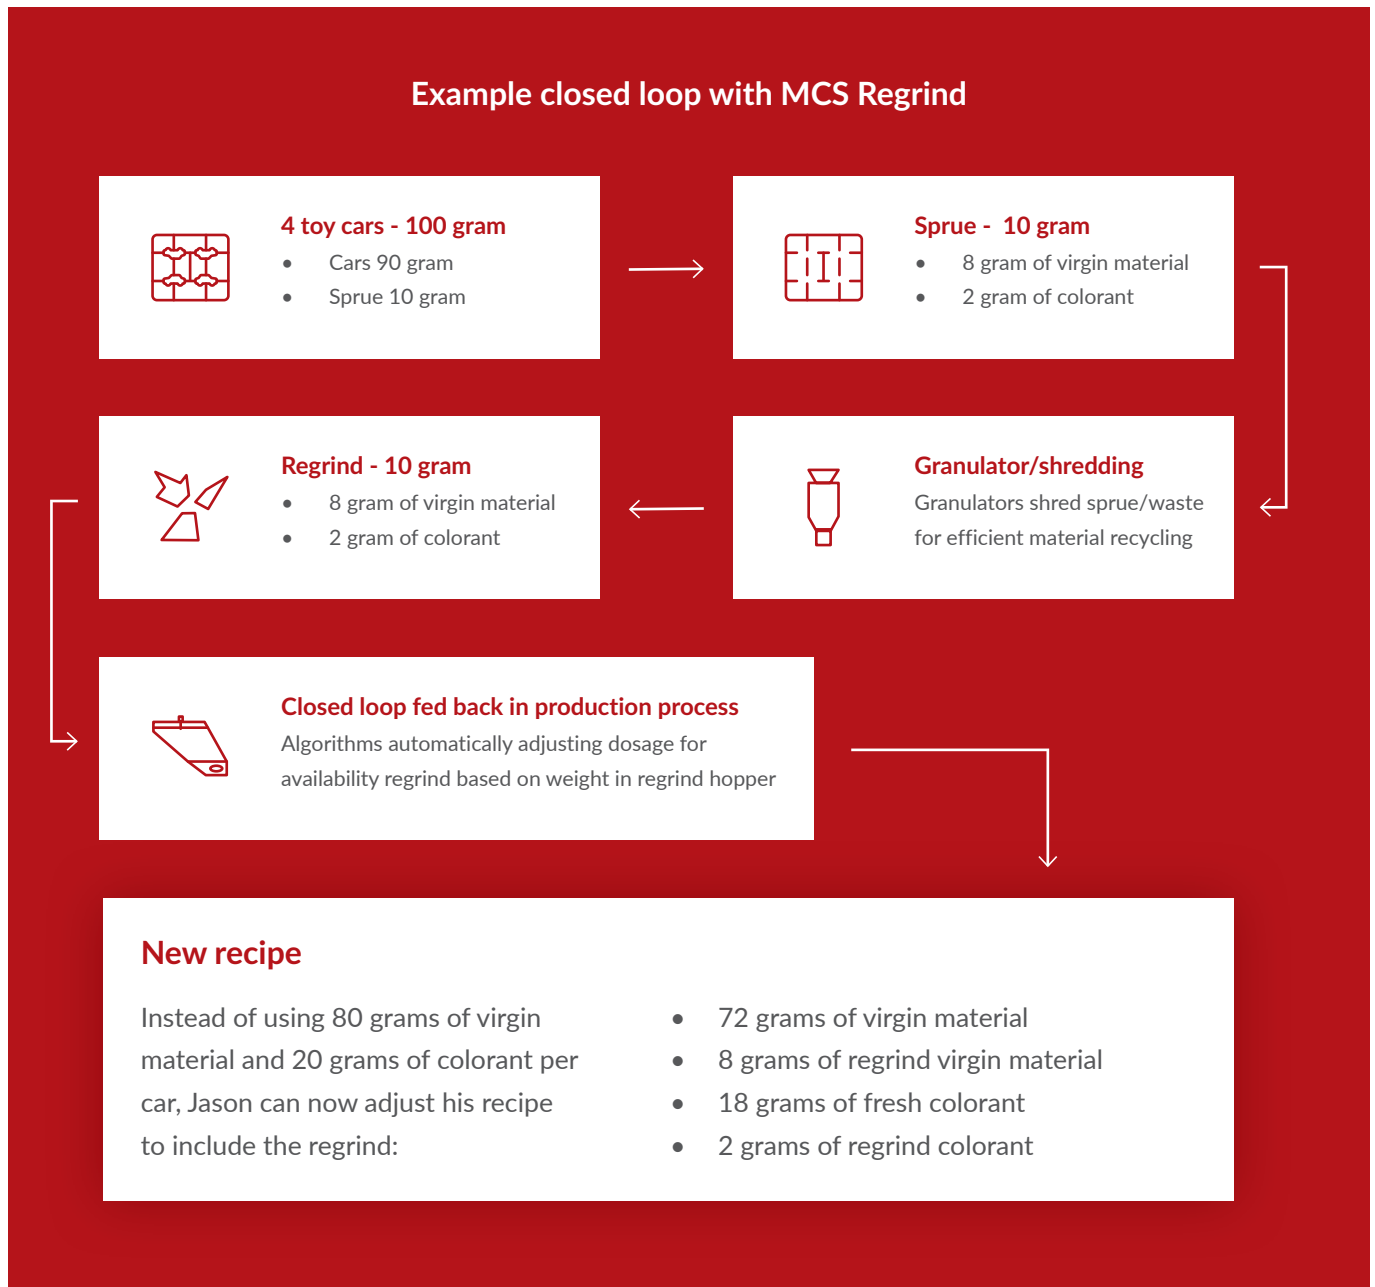 Example closed loop with MCS Regrind
4 toy cars - 100 gram
• Cars 90 gram
• Sprue 10 gram
Sprue - 10 gram
• 8 gram of virgin material
• 2 gram of colorant
Granulator/shredding
Granulators shred sprue/waste
for efficient material recycling
Regrind - 10 gram
• 8 gram of virgin material
• 2 gram of colorant
Closed loop fed back in production process
Algorithms automatically adjusting dosage for
availability regrind based on weight in regrind hopper
New recipe
Instead of using 80 grams of virgin
material and 20 grams of colorant per
car, Jason can now adjust his recipe
to include the regrind:
• 72 grams of virgin material
• 8 grams of regrind virgin material
• 18 grams of fresh colorant
• 2 grams of regrind colorant